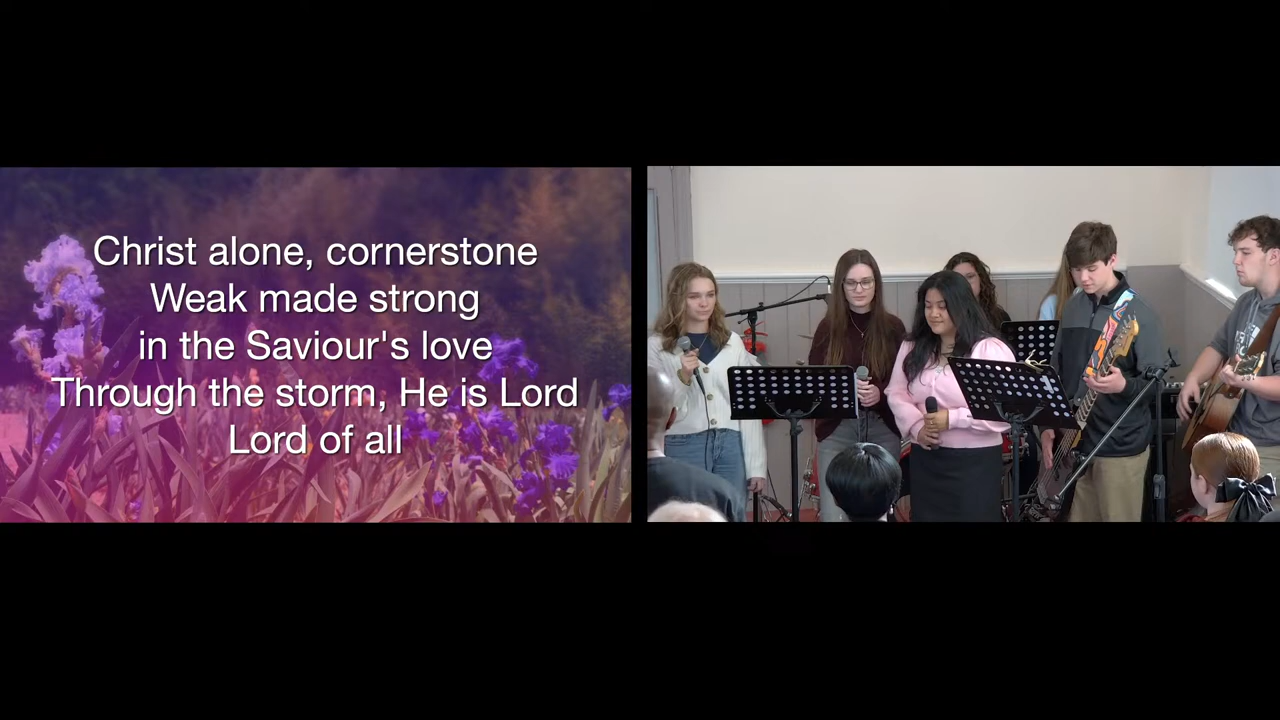 Christ alone, cornerstone
Weak made strong
in the Saviour's love
Through the storm, He is Lord
Lord of all